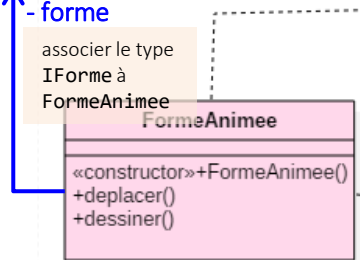 - forme
associer le type
IForme à
FormeAnimee
FormeAnimee
«constructor»+FormeAnimee()
+deplacer()
+dessiner()